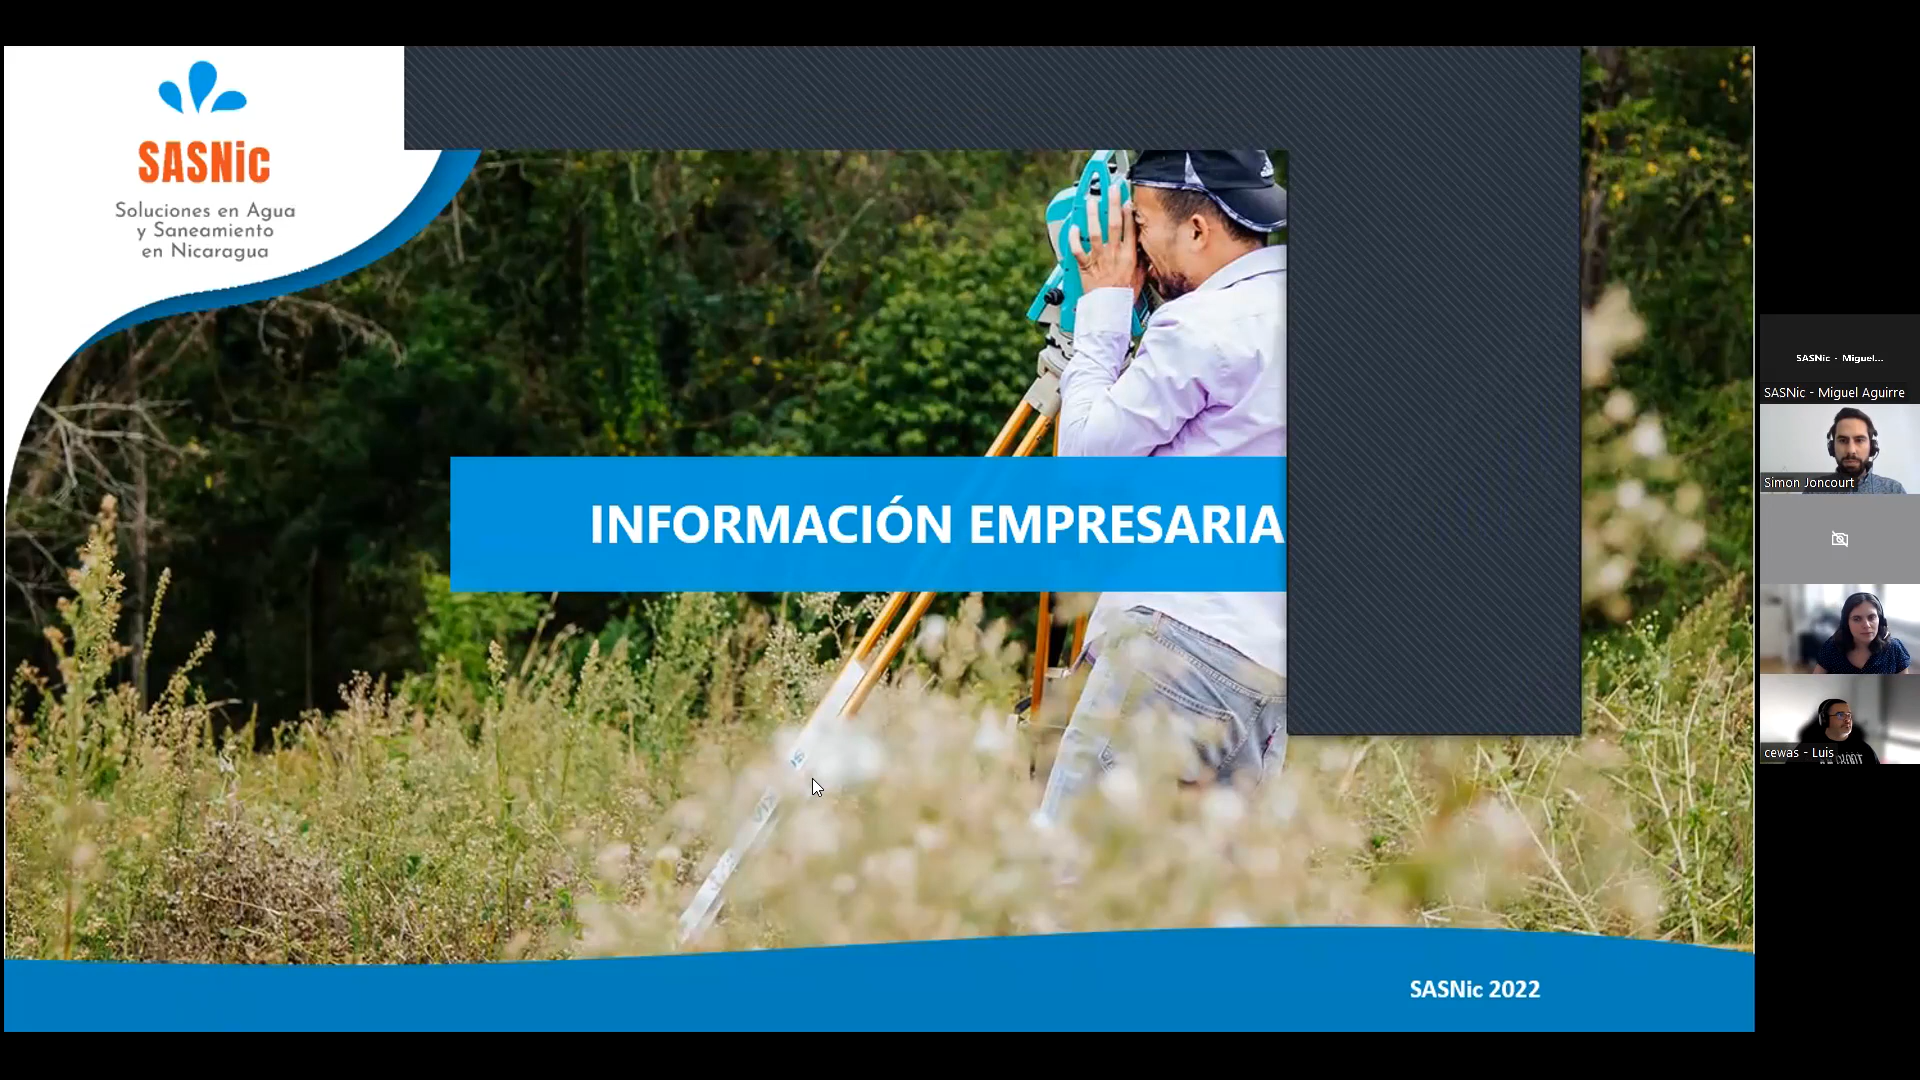 SASNic
Soluciones en Agua
y Saneamiento
en Nicaragua
INFORMACIÓN EMPRESARIA
SASNic 2022
SASNic - Miguel...
SASNic - Miguel Aguirre
Simon Joncourt
cewas - Luis